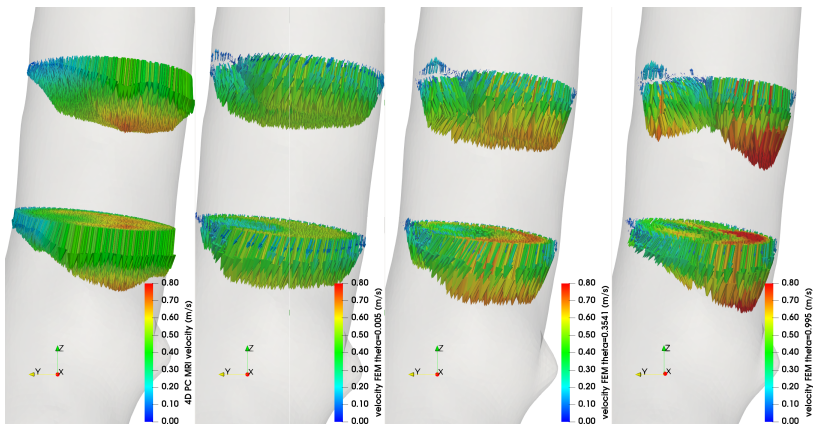 0.80
0.70
0.60
0.50
0.40
0.30
0.20
0.10
0.00
4D PC MRI velocity (m/s)
Z
Y
X
0.80
0.70
0.60
0.50
0.40
0.30
0.20
0.10
0.00
velocity FEM theta=0.005 (m/s)
Z
Y
X
0.80
0.70
0.60
0.50
0.40
0.30
0.20
0.10
0.00
velocity FEM theta=0.3541 (m/s)
Z
Y
X
0.80
0.70
0.60
0.50
0.40
0.30
0.20
0.10
0.00
velocity FEM theta=0.995 (m/s)
Z
Y
X